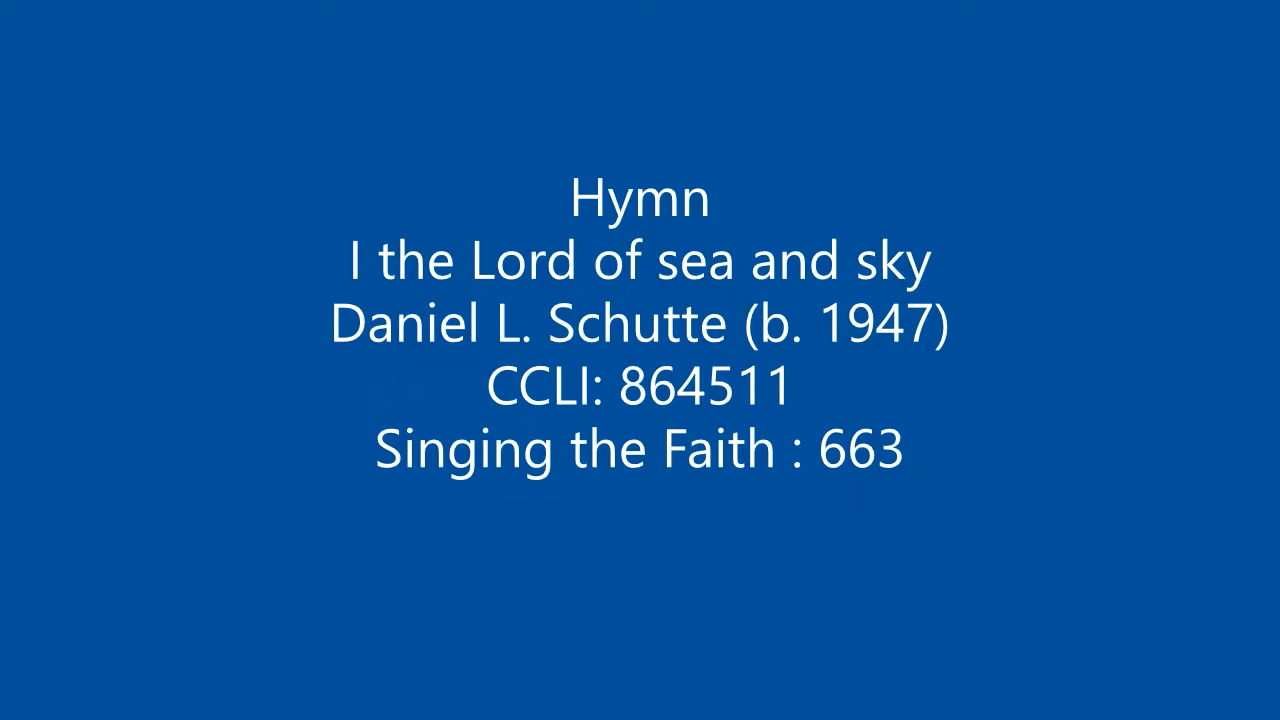 Hymn
I the Lord of sea and sky
Daniel L. Schutte (b. 1947)
CCLI: 864511
Singing the Faith : 663